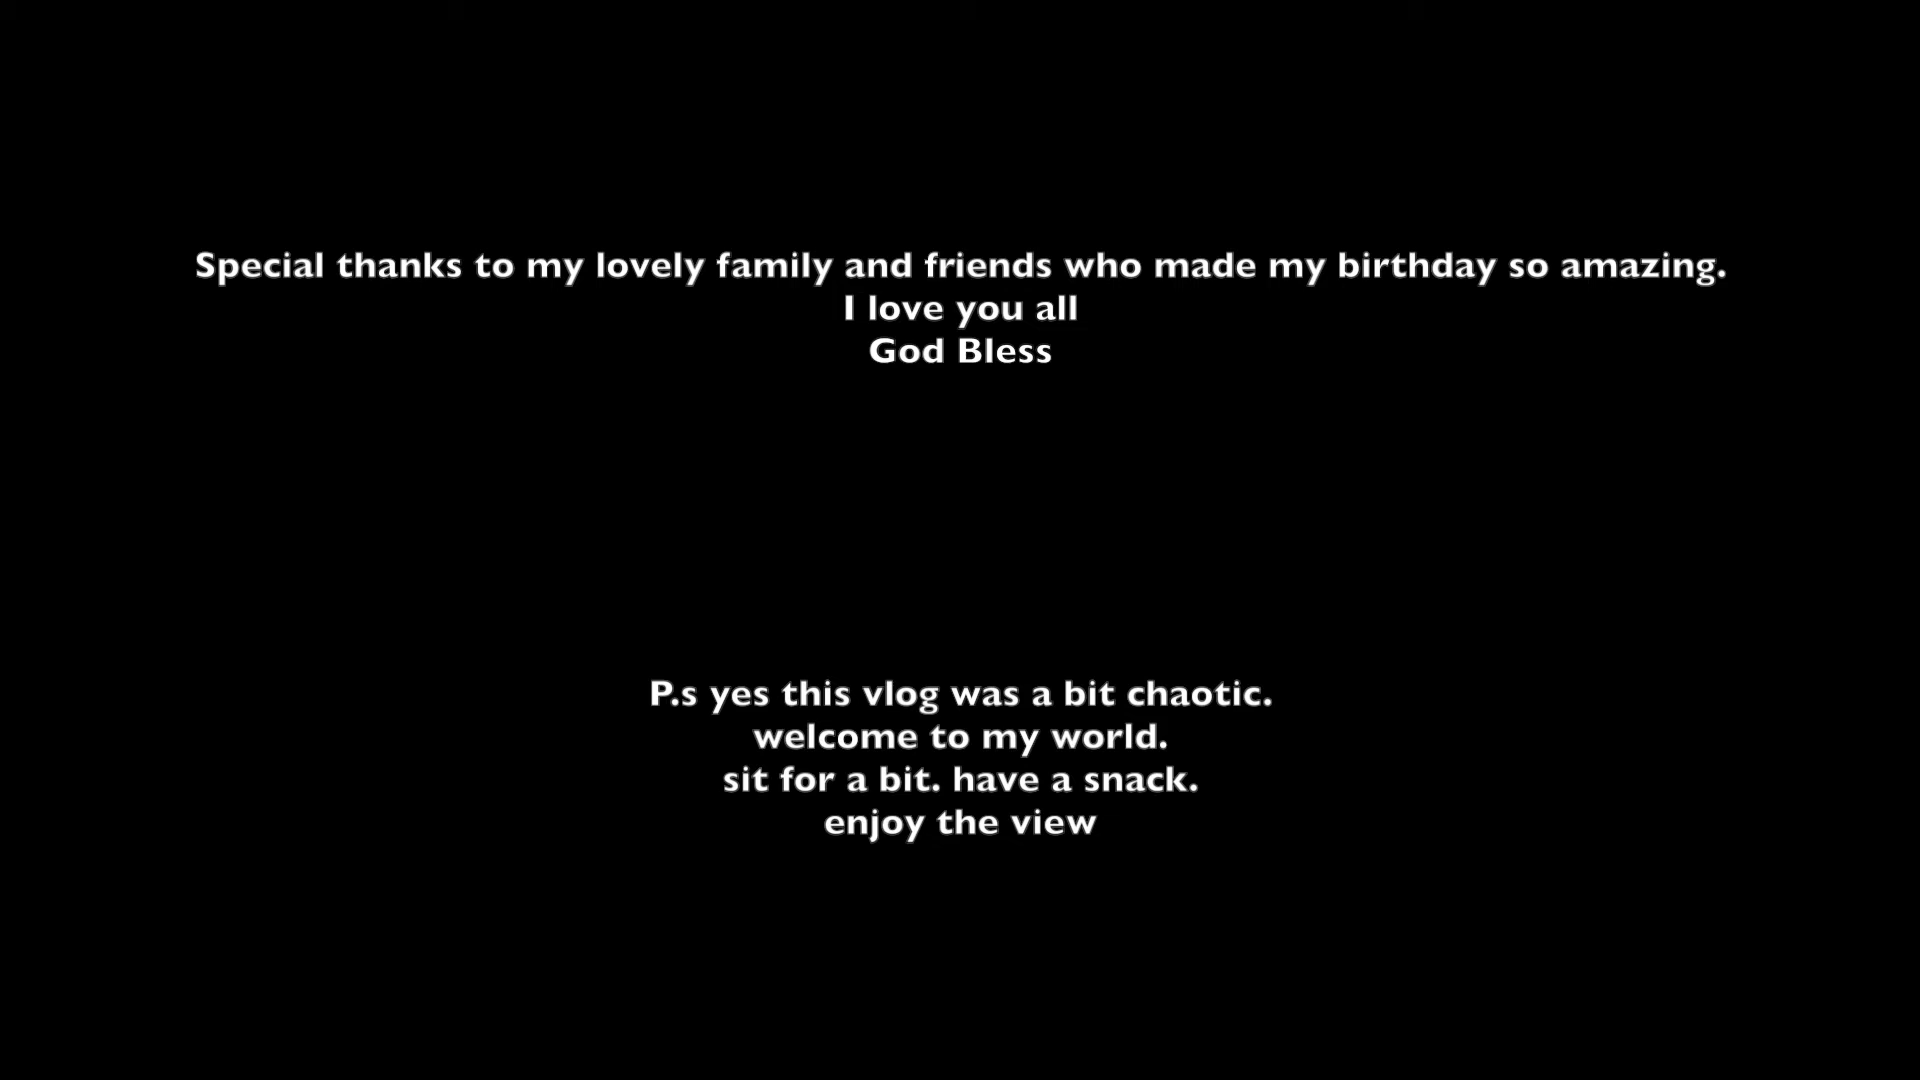 Special thanks to my lovely family and friends who made my birthday so amazing.
I love you all
God Bless
P.s yes this vlog was a bit chaotic.
welcome to my world.
sit for a bit. have a snack.
enjoy the view